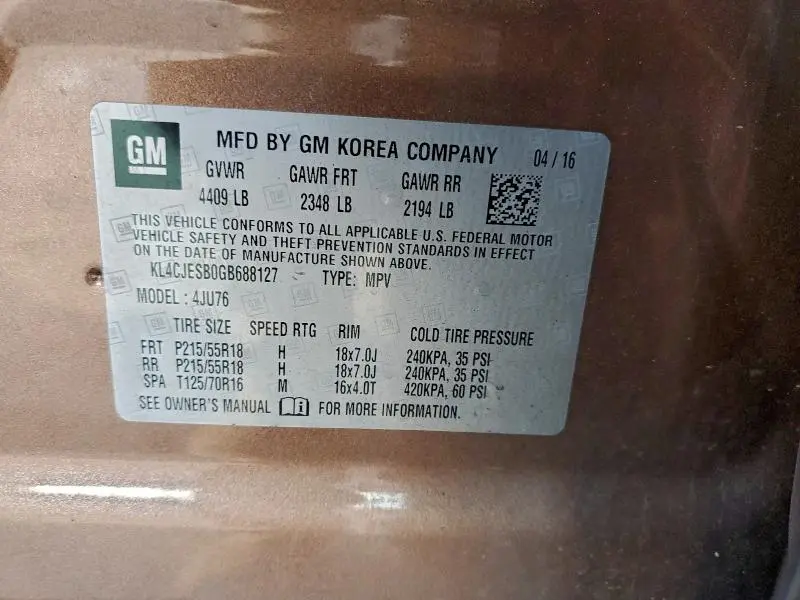 GM
MFD BY GM KOREA COMPANY 04 / 16
GVWR GAWR FRT GAWR RR
4409 LB 2348 LB 2194 LB
THIS VEHICLE CONFORMS TO ALL APPLICABLE U.S. FEDERAL MOTOR
VEHICLE SAFETY AND THEFT PREVENTION STANDARDS IN EFFECT
ON THE DATE OF MANUFACTURE SHOWN ABOVE.
KL4CJESB0GB688127 TYPE: MPV
MODEL : 4JU76
TIRE SIZE SPEED RTG RIM COLD TIRE PRESSURE
FRT P215/55R18 H 18x7.0J 240KPA, 35 PSI
RR P215/55R18 H 18x7.0J 240KPA, 35 PSI
SPA T125/70R16 M 16x4.0T 420KPA, 60 PSI
SEE OWNER'S MANUAL i FOR MORE INFORMATION.